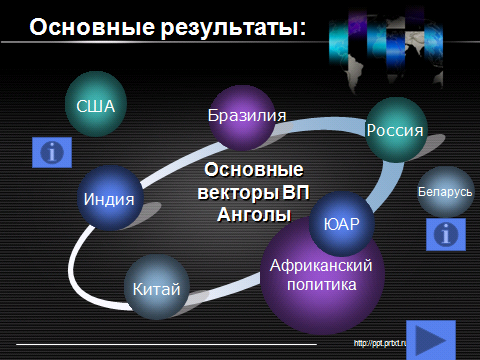 Основные результаты:
США
Бразилия
Россия
Основные
векторы ВП
Анголы
Индия
Беларусь
ЮАР
Африканский
политика
Китай
http://ppt.prtxt.ru